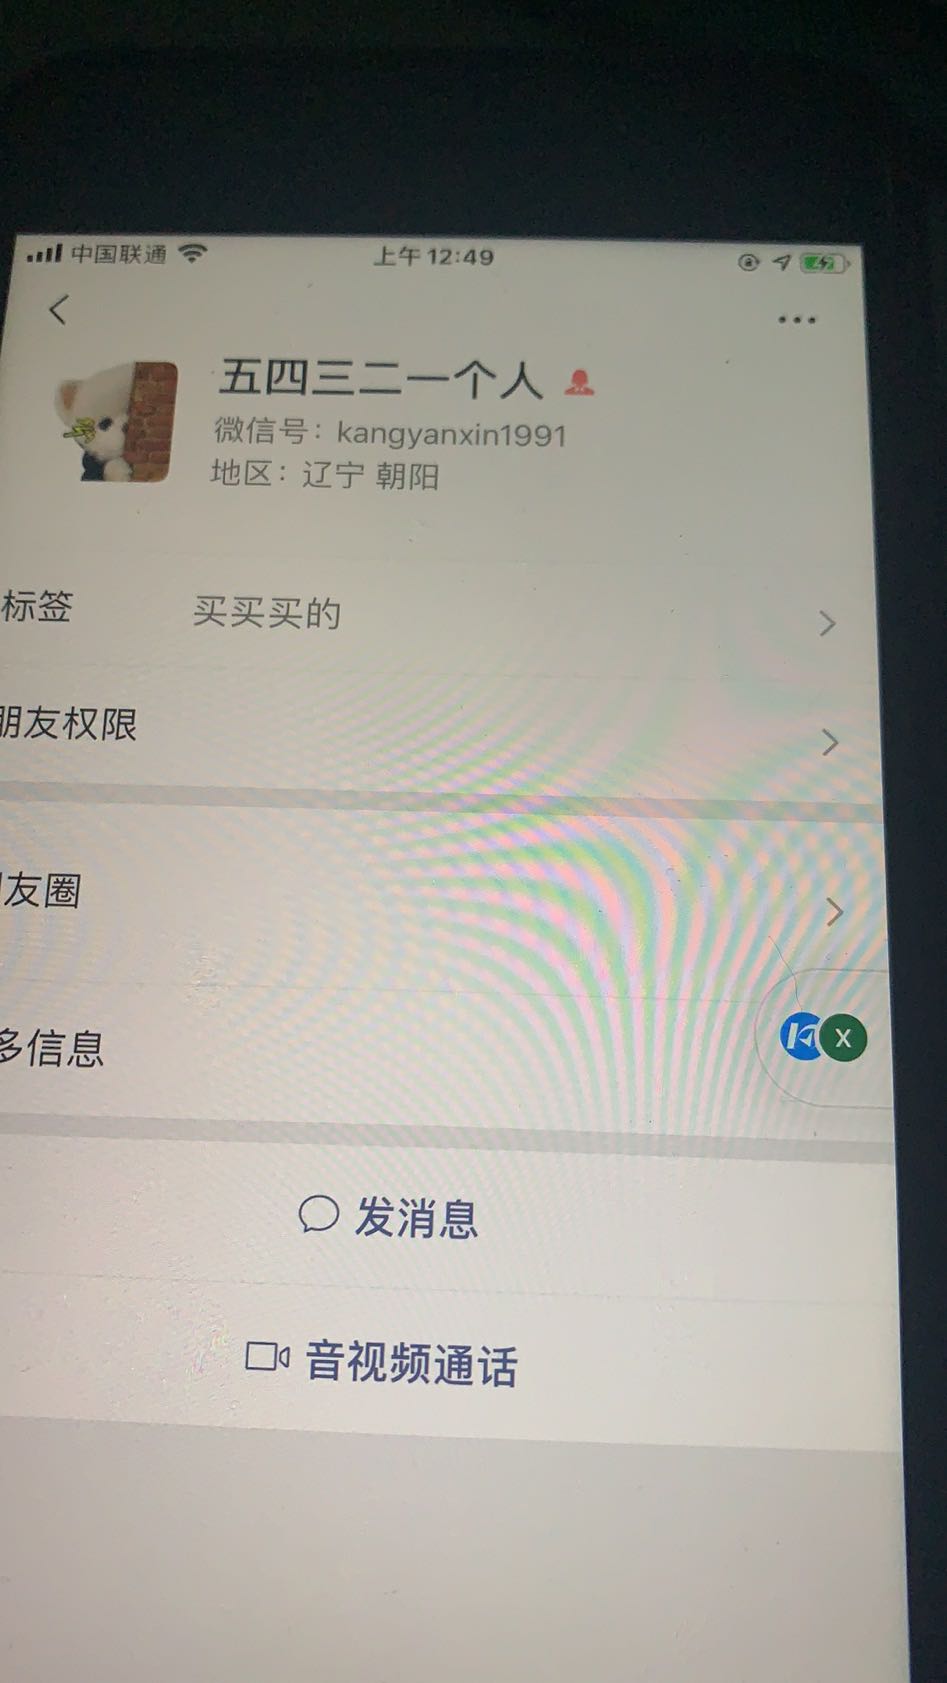 中国联通
上午 12:49
五四三二一个人
微信号：kangyanxin1991
地区：辽宁 朝阳
标签 买买买的
朋友权限
友圈
多信息
X
发消息
音视频通话